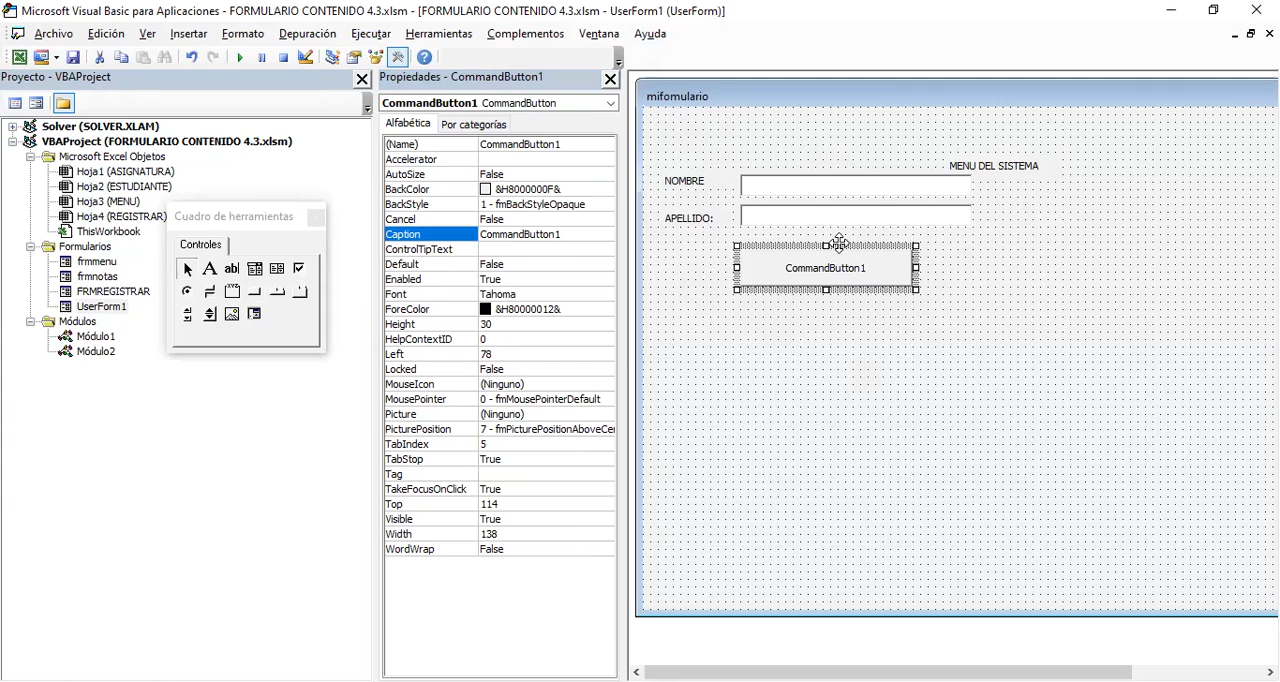 Microsoft Visual Basic para Aplicaciones - FORMULARIO CONTENIDO 4.3.xlsm - [FORMULARIO CONTENIDO 4.3.xlsm - UserForm1 (UserForm)]
Archivo Edición Ver Insertar Formato Depuración Ejecutar Herramientas Complementos Ventana Ayuda
Proyecto - VBAProject
Solver (SOLVER.XLAM)
VBAProject (FORMULARIO CONTENIDO 4.3.xlsm)
Microsoft Excel Objetos
Hoja1 (ASIGNATURA)
Hoja2 (ESTUDIANTE)
Hoja3 (MENU)
Hoja4 (REGISTRAR)
ThisWorkbook
Formularios
frmmenu
frmnotas
FRMREGISTRAR
UserForm1
Módulos
Módulo1
Módulo2
Cuadro de herramientas
Controles
A ab
Propiedades - CommandButton1
CommandButton1 CommandButton
Alfabética Por categorías
(Name) CommandButton1
Accelerator
AutoSize False
BackColor &H8000000F&
BackStyle 1 - fmBackStyleOpaque
Cancel False
Caption CommandButton1
ControlTipText
Default False
Enabled True
Font Tahoma
ForeColor &H80000012&
Height 30
HelpContextID 0
Left 78
Locked False
MouseIcon (Ninguno)
MousePointer 0 - fmMousePointerDefault
Picture (Ninguno)
PicturePosition 7 - fmPicturePositionAboveCer
TabIndex 5
TabStop True
Tag
TakeFocusOnClick True
Top 114
Visible True
Width 138
WordWrap False
mifomulario
MENU DEL SISTEMA
NOMBRE
APELLIDO:
CommandButton1